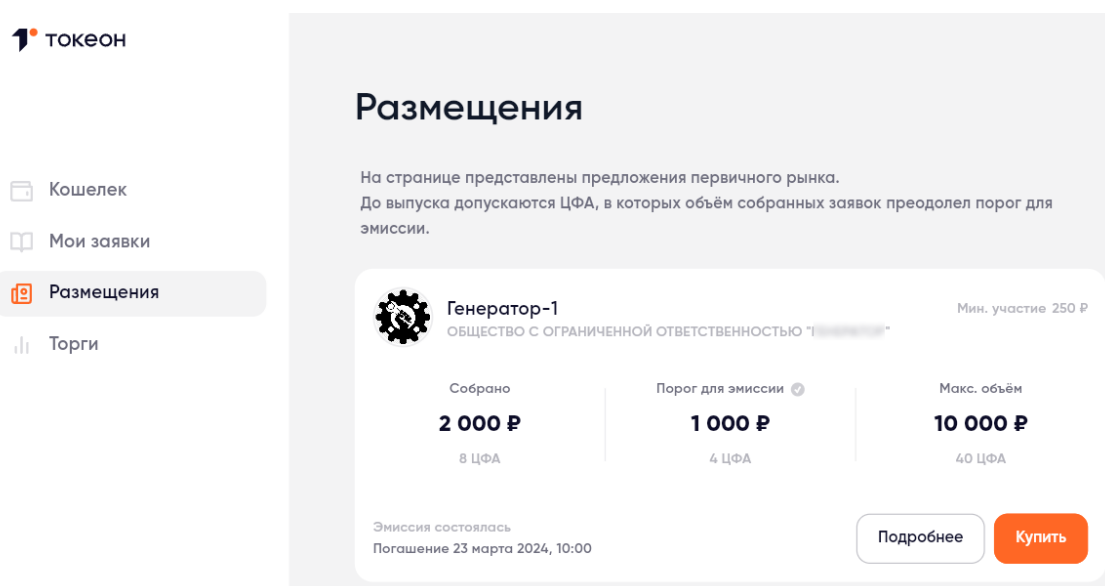 токеон
Кошелек
Мои заявки
Размещения
Торги
Размещения
На странице представлены предложения первичного рынка.
До выпуска допускаются ЦФА, в которых объём собранных заявок преодолел порог для
эмиссии.
Генератор-1
Мин. участие 250 ₽
ОБЩЕСТВО С ОГРАНИЧЕННОЙ ОТВЕТСТВЕННОСТЬЮ "
Собрано
2 000 ₽
8 ЦФА
Порог для эмиссии
1 000 ₽
4 ЦФА
Макс. объём
10 000 ₽
40 ЦФА
Эмиссия состоялась
Погашение 23 марта 2024, 10:00
Подробнее
Купить